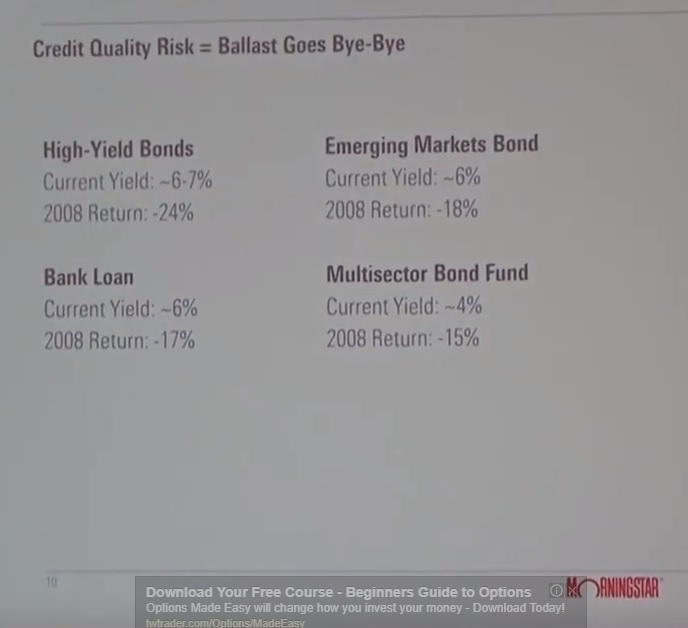 Credit Quality Risk = Ballast Goes Bye-Bye
High-Yield Bonds
Current Yield: ~6-7%
2008 Return: -24%
Emerging Markets Bond
Current Yield: ~6%
2008 Return: -18%
Bank Loan
Current Yield: ~6%
2008 Return: -17%
Multisector Bond Fund
Current Yield: ~4%
2008 Return: -15%
10
MORNINGSTAR
Download Your Free Course - Beginners Guide to Options
Options Made Easy will change how you invest your money - Download Today!
twtrader.com/Options/MadeEasy